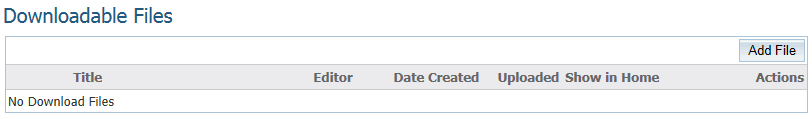 Downloadable Files
Add File
Title Editor Date Created Uploaded Show in Home Actions
No Download Files